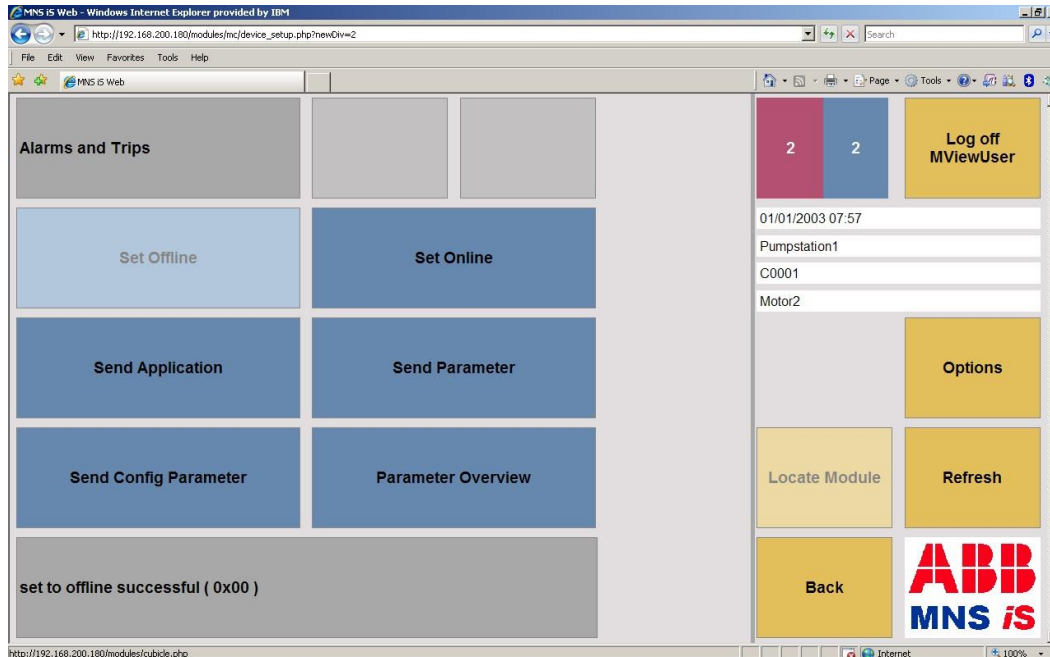 MNS iS Web - Windows Internet Explorer provided by IBM
http://192.168.200.180/modules/mc/device_setup.php?newDiv=2
Search
File Edit View Favorites Tools Help
MNS iS Web
Page Tools
Alarms and Trips
2 2
Log off
MViewUser
01/01/2003 07:57
Pumpstation1
C0001
Motor2
Set Offline
Set Online
Send Application
Send Parameter
Options
Send Config Parameter
Parameter Overview
Locate Module
Refresh
set to offline successful ( 0x00 )
Back
ABB
MNS iS
http://192.168.200.180/modules/cubicle.php
Internet
100%